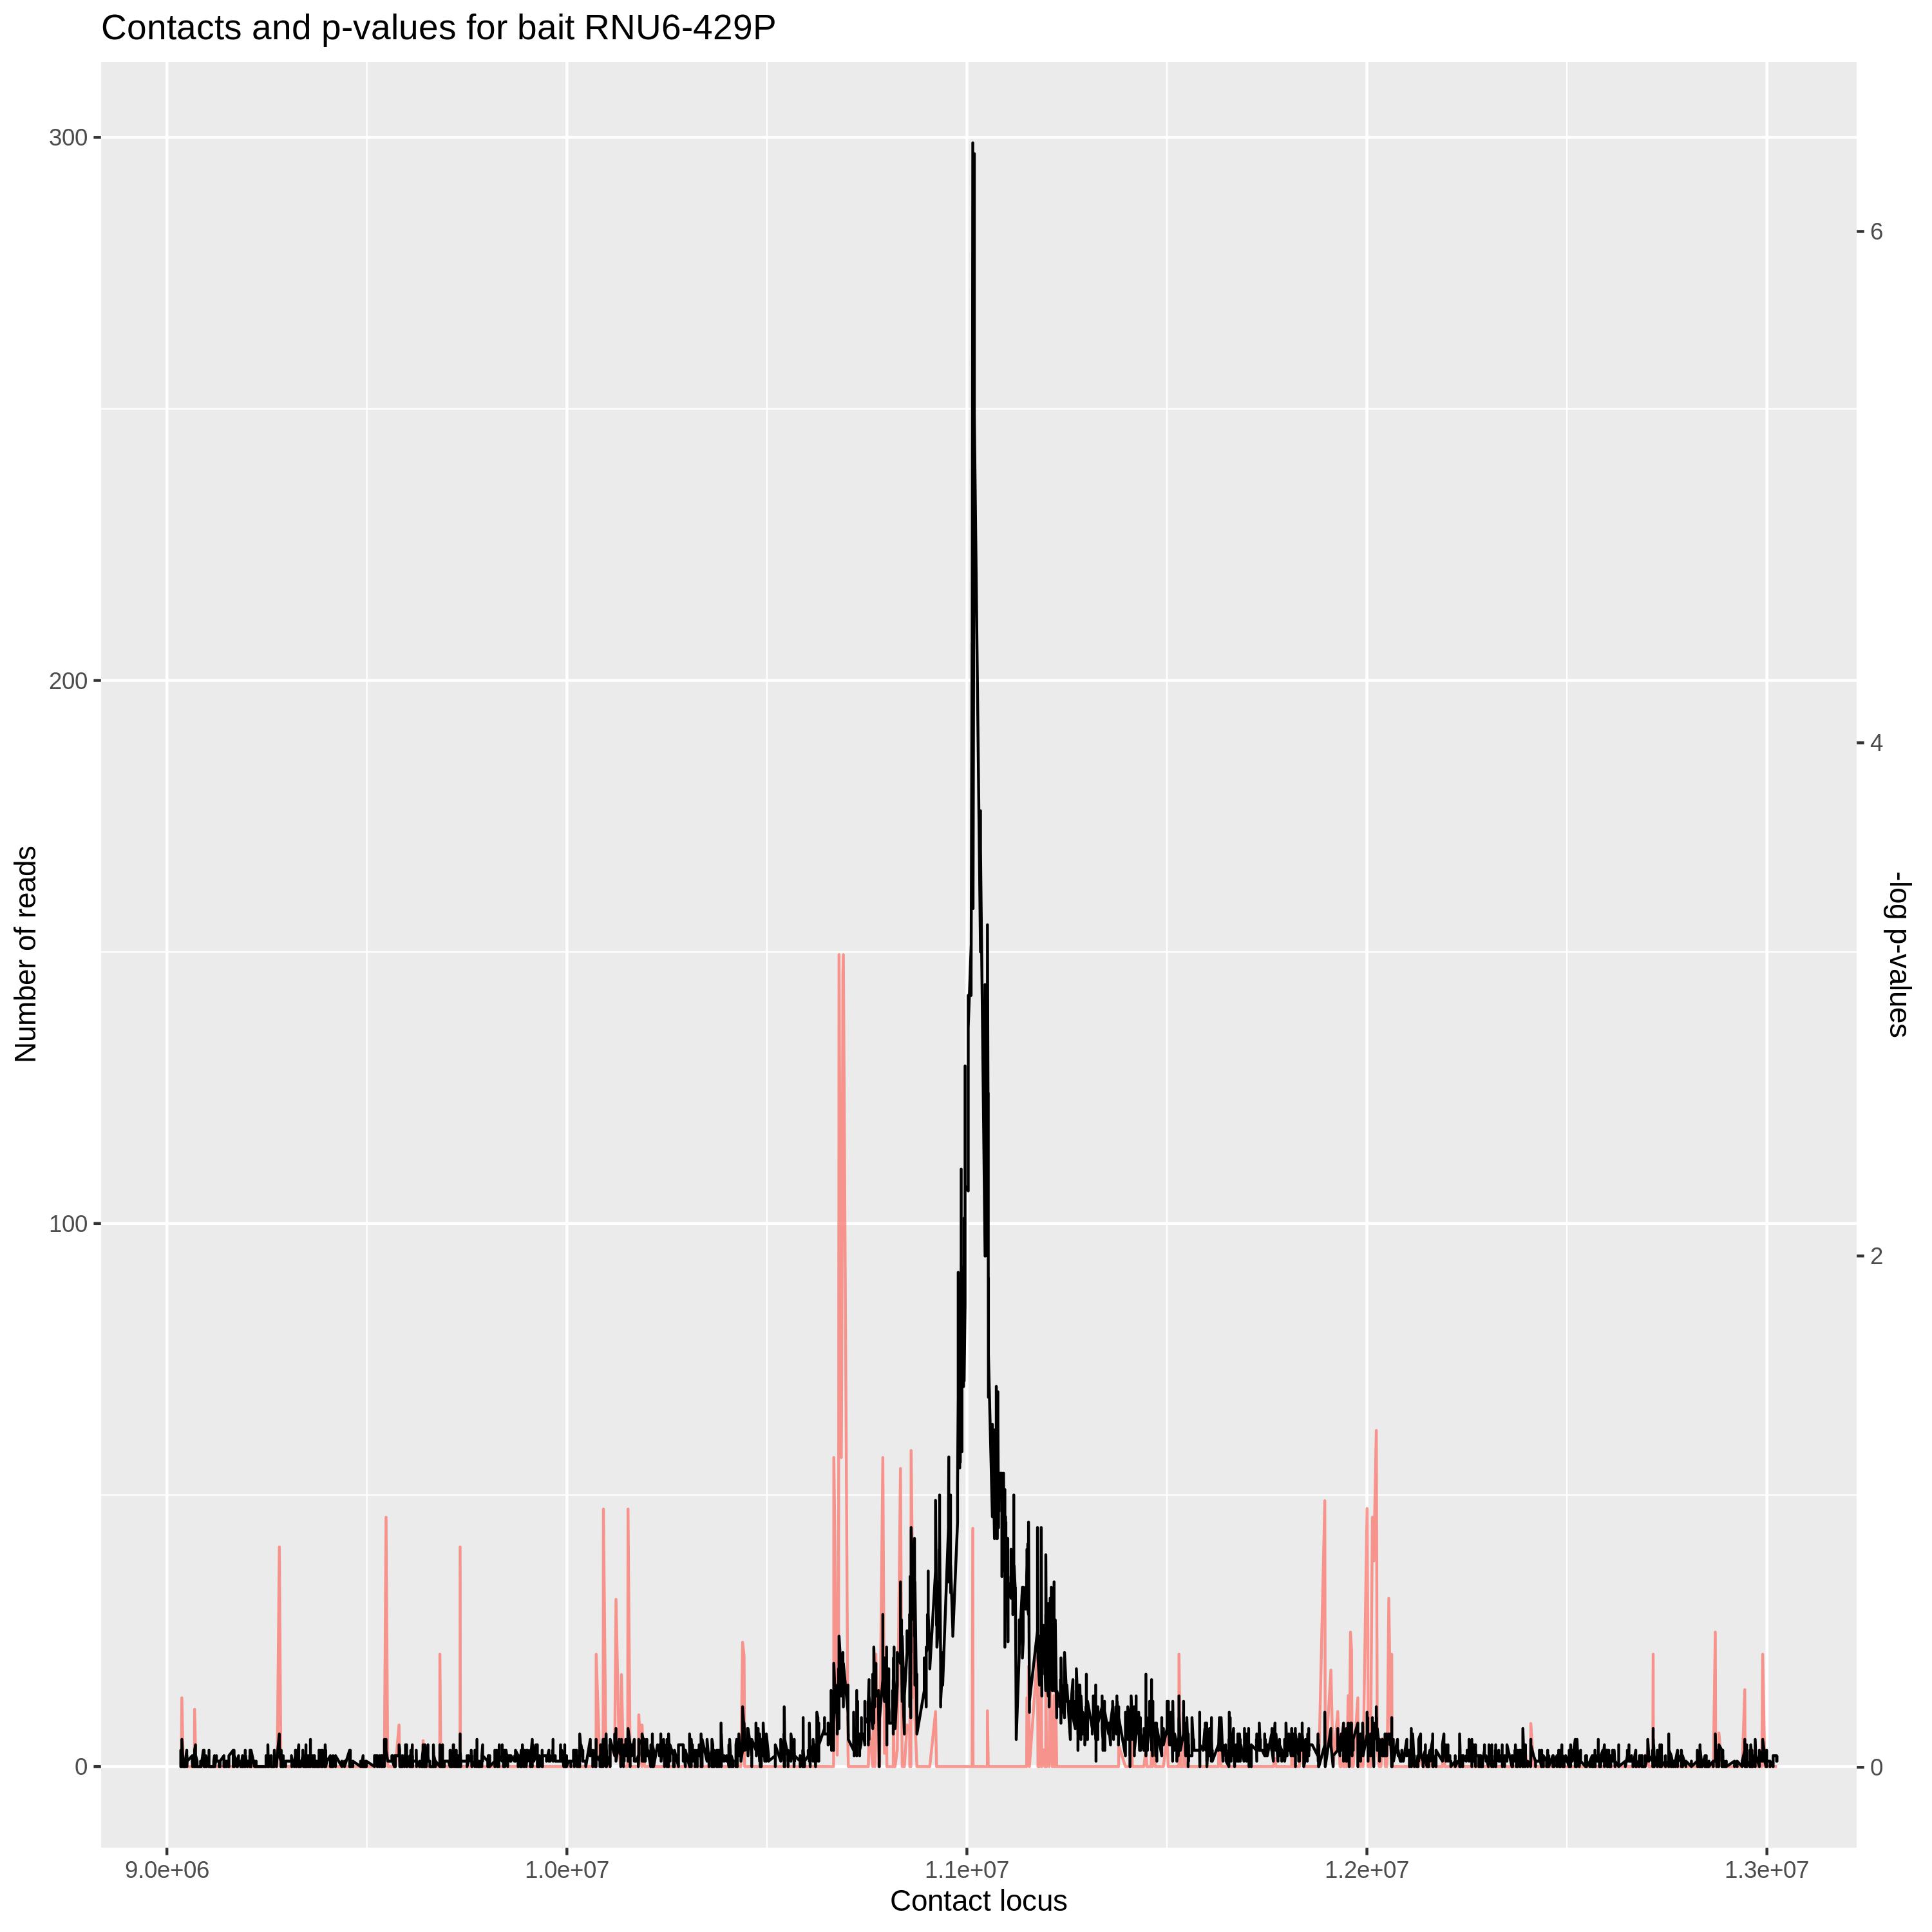 Contacts and p-values for bait RNU6-429P
300
200
100
0
Number of reads
6
4
2
0
-log p-values
9.0e+06
1.0e+07
1.1e+07
1.2e+07
1.3e+07
Contact locus